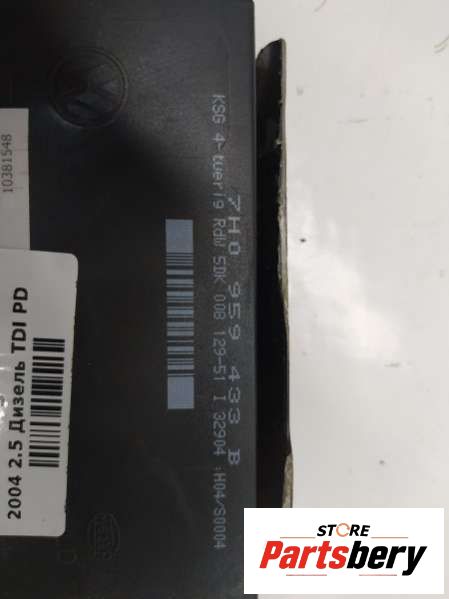 KSG 4-tuerig RdW 5DK 008 129-51 I 32904 :H04/S0004
7H0 959 433 B
10381548
2004 2.5 Дизель TDI PD
HELLA
STORE
Partsbery